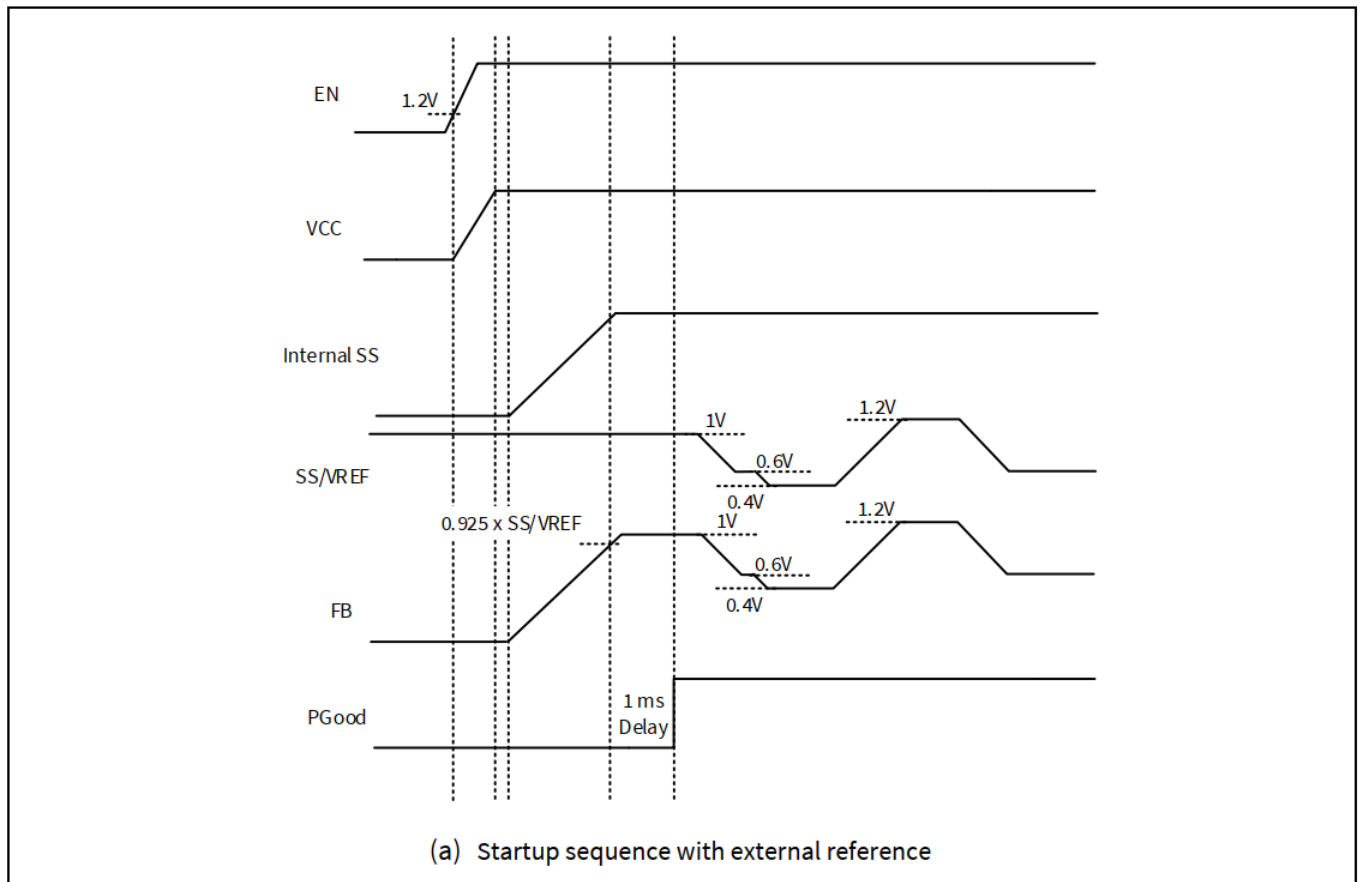 EN
1.2V
VCC
Internal SS
1V
1.2V
SS/VREF
0.6V
0.4V
0.925 x SS/VREF
1V
1.2V
0.6V
FB
0.4V
PGood
1 ms
Delay
(a) Startup sequence with external reference